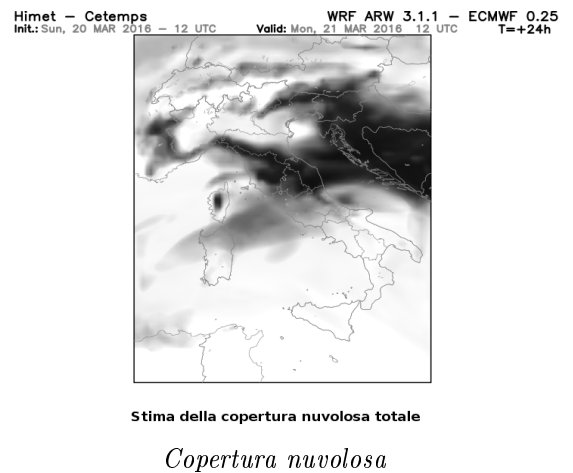 Himet – Cetemps WRF ARW 3.1.1 – ECMWF 0.25
Init.: Sun, 20 MAR 2016 – 12 UTC Valid: Mon, 21 MAR 2016 12 UTC T=+24h
Stima della copertura nuvolosa totale
Copertura nuvolosa